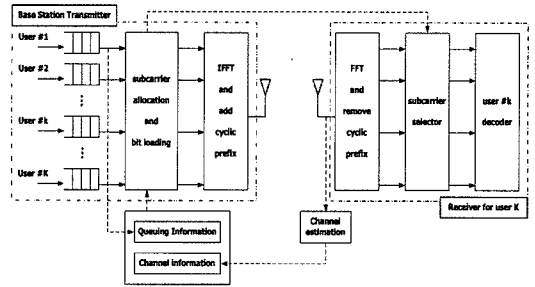 Base Station Transmitter
User #1
User #2
User #k
User #K
subcarrier
allocation
and
bit loading
IFFT
and
add
cyclic
prefix
FFT
and
remove
cyclic
prefix
subcarrier
selector
user #k
decoder
Receiver for user K
Queuing Information
Channel information
Channel
estimation